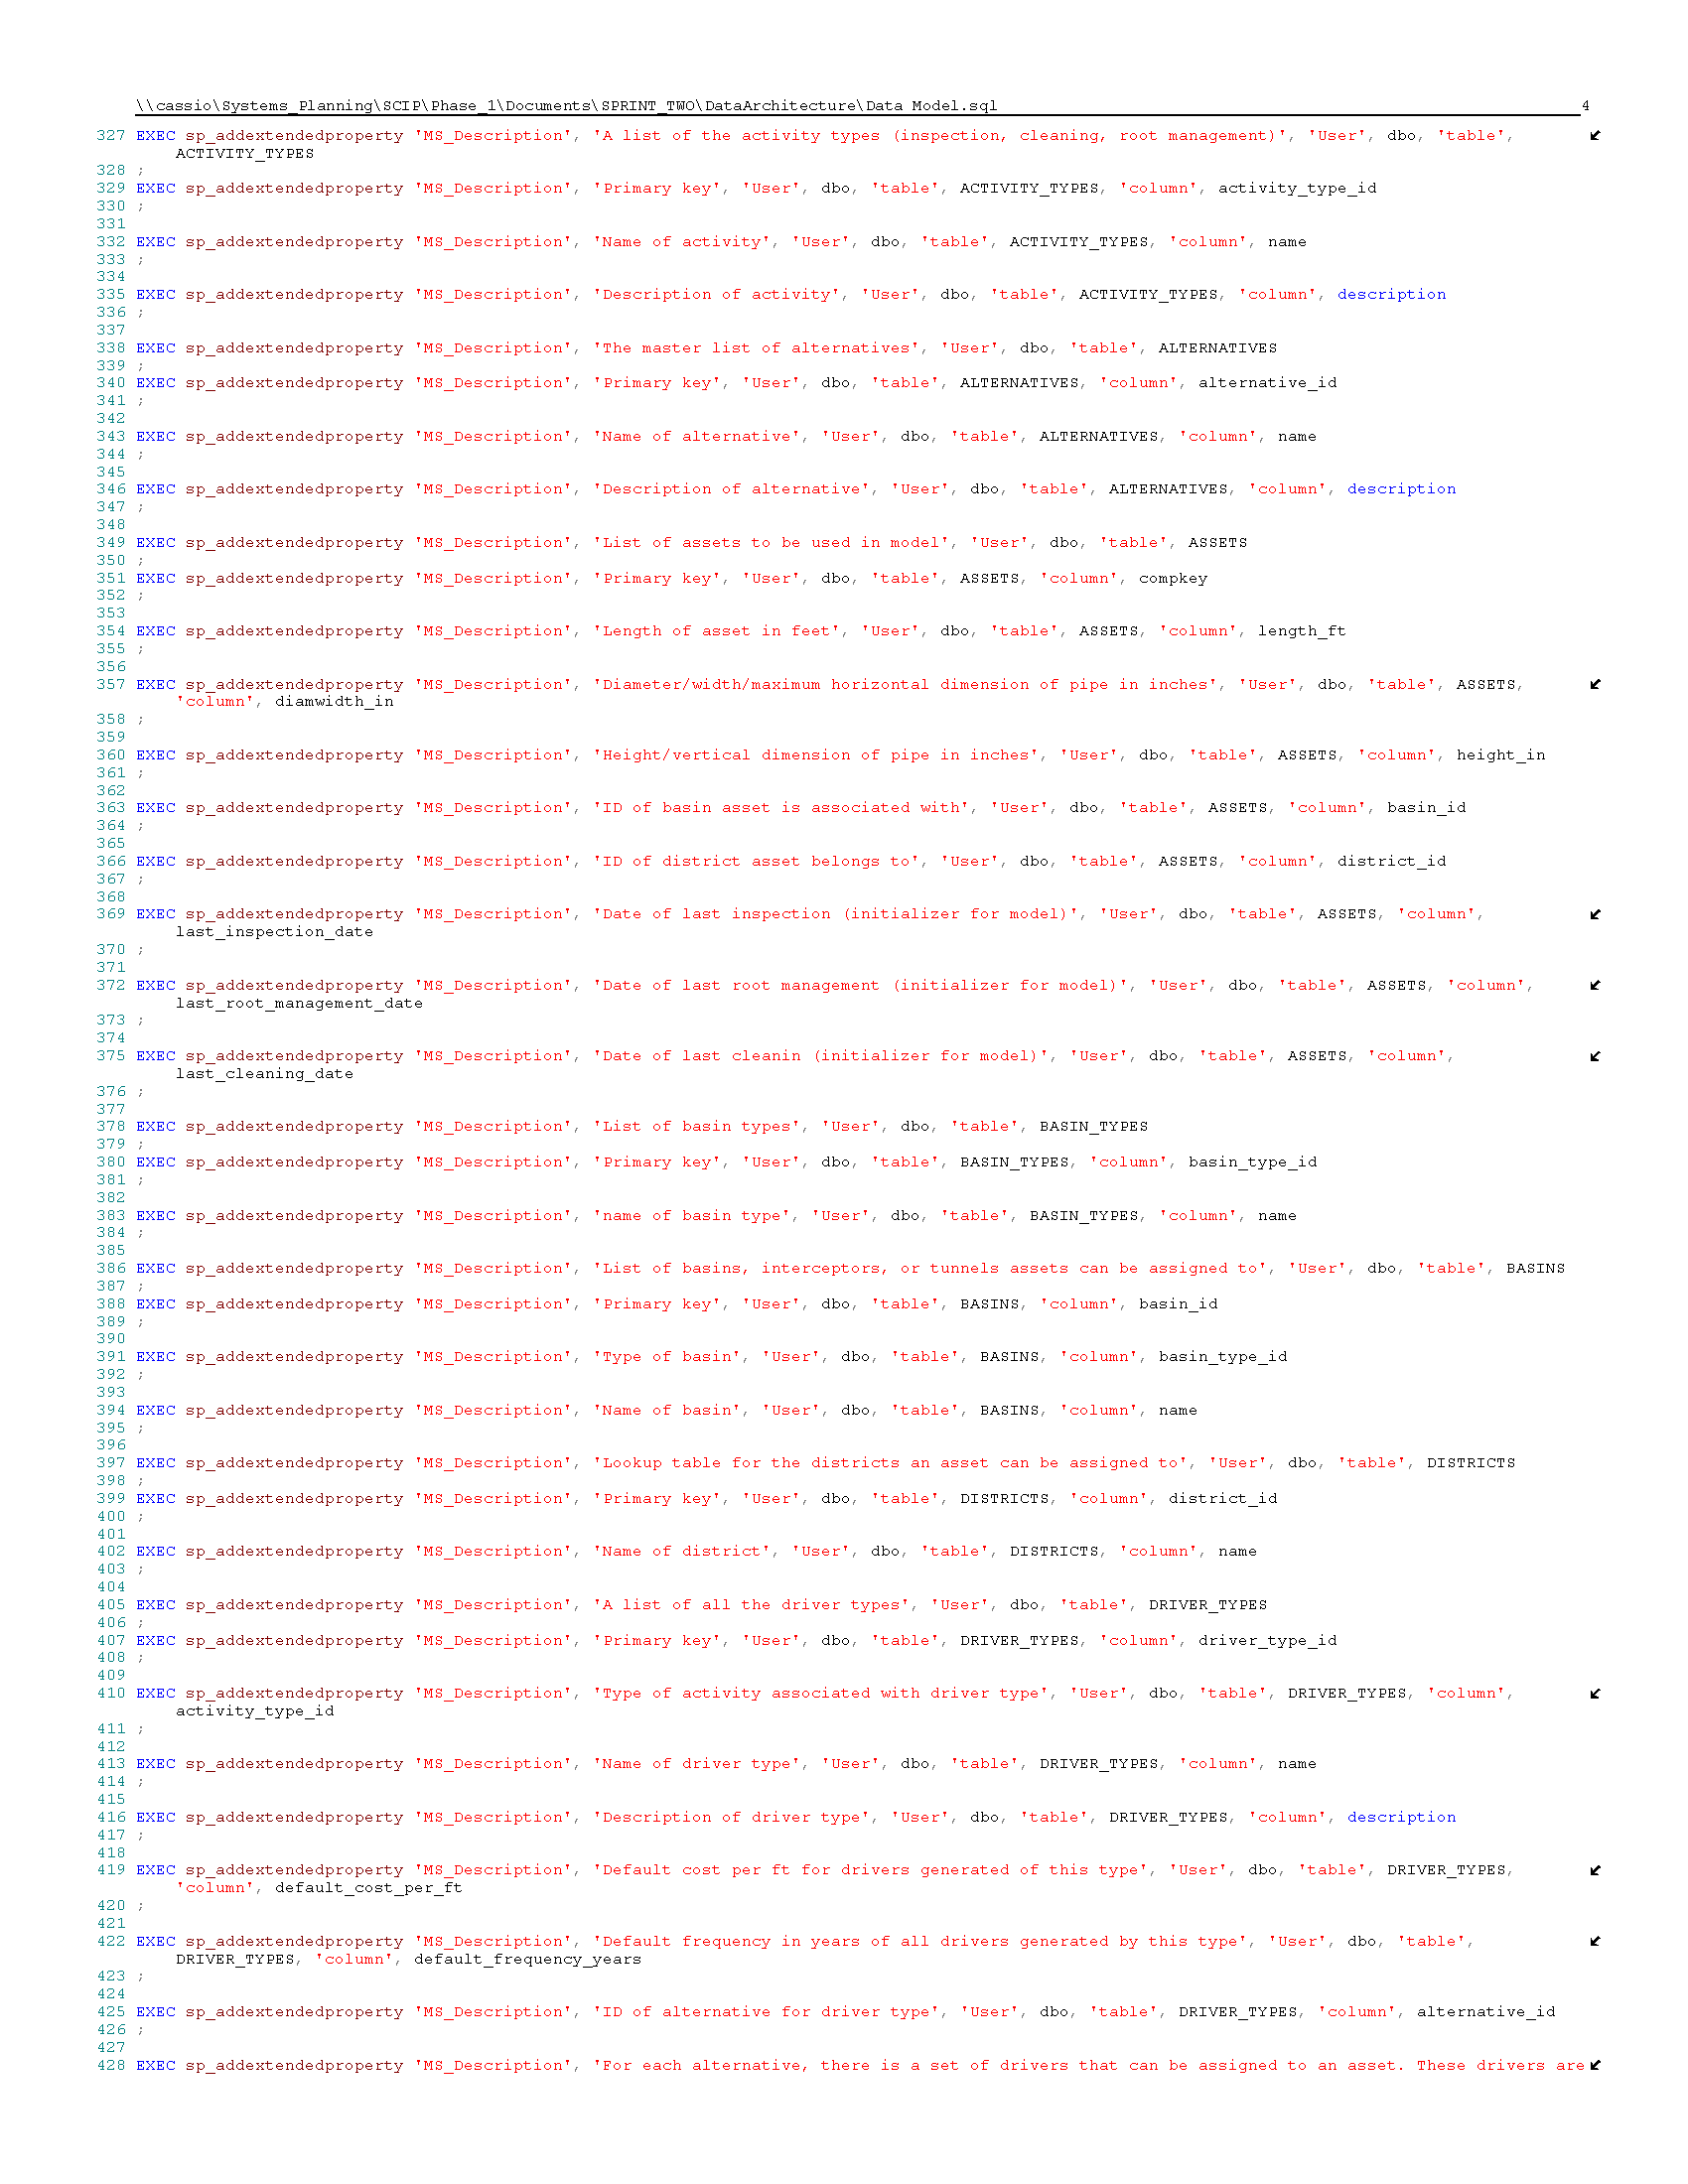 \\cassio\Systems_Planning\SCIP\Phase_1\Documents\SPRINT_TWO\DataArchitecture\Data Model.sql 4
327 EXEC sp_addextendedproperty 'MS_Description', 'A list of the activity types (inspection, cleaning, root management)', 'User', dbo, 'table',
ACTIVITY_TYPES
328 ;
329 EXEC sp_addextendedproperty 'MS_Description', 'Primary key', 'User', dbo, 'table', ACTIVITY_TYPES, 'column', activity_type_id
330 ;
331
332 EXEC sp_addextendedproperty 'MS_Description', 'Name of activity', 'User', dbo, 'table', ACTIVITY_TYPES, 'column', name
333 ;
334
335 EXEC sp_addextendedproperty 'MS_Description', 'Description of activity', 'User', dbo, 'table', ACTIVITY_TYPES, 'column', description
336 ;
337
338 EXEC sp_addextendedproperty 'MS_Description', 'The master list of alternatives', 'User', dbo, 'table', ALTERNATIVES
339 ;
340 EXEC sp_addextendedproperty 'MS_Description', 'Primary key', 'User', dbo, 'table', ALTERNATIVES, 'column', alternative_id
341 ;
342
343 EXEC sp_addextendedproperty 'MS_Description', 'Name of alternative', 'User', dbo, 'table', ALTERNATIVES, 'column', name
344 ;
345
346 EXEC sp_addextendedproperty 'MS_Description', 'Description of alternative', 'User', dbo, 'table', ALTERNATIVES, 'column', description
347 ;
348
349 EXEC sp_addextendedproperty 'MS_Description', 'List of assets to be used in model', 'User', dbo, 'table', ASSETS
350 ;
351 EXEC sp_addextendedproperty 'MS_Description', 'Primary key', 'User', dbo, 'table', ASSETS, 'column', compkey
352 ;
353
354 EXEC sp_addextendedproperty 'MS_Description', 'Length of asset in feet', 'User', dbo, 'table', ASSETS, 'column', length_ft
355 ;
356
357 EXEC sp_addextendedproperty 'MS_Description', 'Diameter/width/maximum horizontal dimension of pipe in inches', 'User', dbo, 'table', ASSETS,
'column', diamwidth_in
358 ;
359
360 EXEC sp_addextendedproperty 'MS_Description', 'Height/vertical dimension of pipe in inches', 'User', dbo, 'table', ASSETS, 'column', height_in
361 ;
362
363 EXEC sp_addextendedproperty 'MS_Description', 'ID of basin asset is associated with', 'User', dbo, 'table', ASSETS, 'column', basin_id
364 ;
365
366 EXEC sp_addextendedproperty 'MS_Description', 'ID of district asset belongs to', 'User', dbo, 'table', ASSETS, 'column', district_id
367 ;
368
369 EXEC sp_addextendedproperty 'MS_Description', 'Date of last inspection (initializer for model)', 'User', dbo, 'table', ASSETS, 'column',
last_inspection_date
370 ;
371
372 EXEC sp_addextendedproperty 'MS_Description', 'Date of last root management (initializer for model)', 'User', dbo, 'table', ASSETS, 'column',
last_root_management_date
373 ;
374
375 EXEC sp_addextendedproperty 'MS_Description', 'Date of last cleanin (initializer for model)', 'User', dbo, 'table', ASSETS, 'column',
last_cleaning_date
376 ;
377
378 EXEC sp_addextendedproperty 'MS_Description', 'List of basin types', 'User', dbo, 'table', BASIN_TYPES
379 ;
380 EXEC sp_addextendedproperty 'MS_Description', 'Primary key', 'User', dbo, 'table', BASIN_TYPES, 'column', basin_type_id
381 ;
382
383 EXEC sp_addextendedproperty 'MS_Description', 'name of basin type', 'User', dbo, 'table', BASIN_TYPES, 'column', name
384 ;
385
386 EXEC sp_addextendedproperty 'MS_Description', 'List of basins, interceptors, or tunnels assets can be assigned to', 'User', dbo, 'table', BASINS
387 ;
388 EXEC sp_addextendedproperty 'MS_Description', 'Primary key', 'User', dbo, 'table', BASINS, 'column', basin_id
389 ;
390
391 EXEC sp_addextendedproperty 'MS_Description', 'Type of basin', 'User', dbo, 'table', BASINS, 'column', basin_type_id
392 ;
393
394 EXEC sp_addextendedproperty 'MS_Description', 'Name of basin', 'User', dbo, 'table', BASINS, 'column', name
395 ;
396
397 EXEC sp_addextendedproperty 'MS_Description', 'Lookup table for the districts an asset can be assigned to', 'User', dbo, 'table', DISTRICTS
398 ;
399 EXEC sp_addextendedproperty 'MS_Description', 'Primary key', 'User', dbo, 'table', DISTRICTS, 'column', district_id
400 ;
401
402 EXEC sp_addextendedproperty 'MS_Description', 'Name of district', 'User', dbo, 'table', DISTRICTS, 'column', name
403 ;
404
405 EXEC sp_addextendedproperty 'MS_Description', 'A list of all the driver types', 'User', dbo, 'table', DRIVER_TYPES
406 ;
407 EXEC sp_addextendedproperty 'MS_Description', 'Primary key', 'User', dbo, 'table', DRIVER_TYPES, 'column', driver_type_id
408 ;
409
410 EXEC sp_addextendedproperty 'MS_Description', 'Type of activity associated with driver type', 'User', dbo, 'table', DRIVER_TYPES, 'column',
activity_type_id
411 ;
412
413 EXEC sp_addextendedproperty 'MS_Description', 'Name of driver type', 'User', dbo, 'table', DRIVER_TYPES, 'column', name
414 ;
415
416 EXEC sp_addextendedproperty 'MS_Description', 'Description of driver type', 'User', dbo, 'table', DRIVER_TYPES, 'column', description
417 ;
418
419 EXEC sp_addextendedproperty 'MS_Description', 'Default cost per ft for drivers generated of this type', 'User', dbo, 'table', DRIVER_TYPES,
'column', default_cost_per_ft
420 ;
421
422 EXEC sp_addextendedproperty 'MS_Description', 'Default frequency in years of all drivers generated by this type', 'User', dbo, 'table',
DRIVER_TYPES, 'column', default_frequency_years
423 ;
424
425 EXEC sp_addextendedproperty 'MS_Description', 'ID of alternative for driver type', 'User', dbo, 'table', DRIVER_TYPES, 'column', alternative_id
426 ;
427
428 EXEC sp_addextendedproperty 'MS_Description', 'For each alternative, there is a set of drivers that can be assigned to an asset. These drivers are